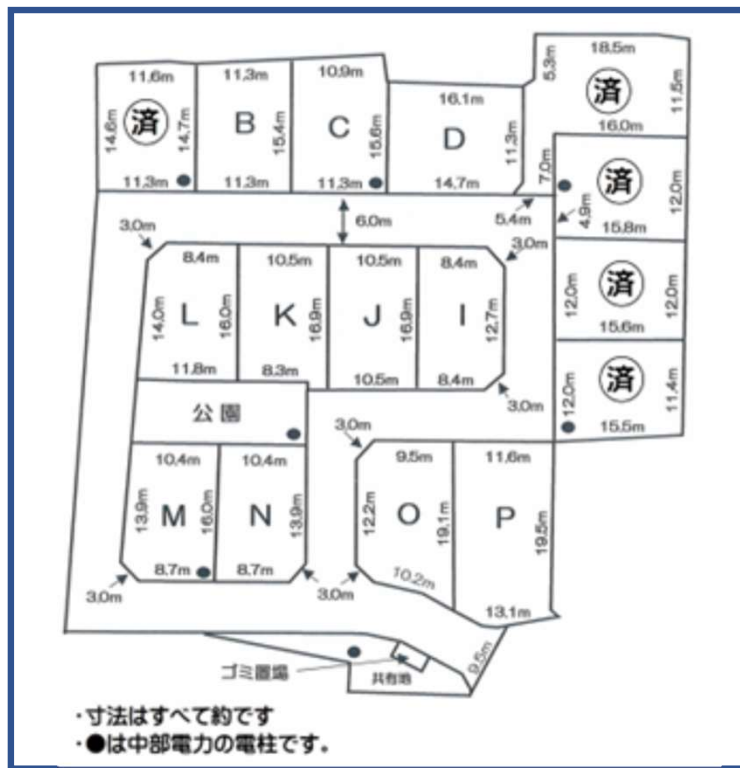 18.5m
11.6m
11.3m
10.9m
5.3m
済
11.5m
16.1m
14.6m
済
14.7m
B
15.4m
C
15.6m
D
11.3m
16.0m
11.3m
11.3m
11.3m
14.7m
7.0m
済
12.0m
5.4m
4.9m
15.8m
6.0m
3.0m
3.0m
8.4m
10.5m
10.5m
8.4m
14.0m
L
16.0m
K
16.9m
J
16.9m
I
12.7m
12.0m
済
12.0m
15.6m
11.8m
8.3m
10.5m
8.4m
12.0m
済
11.4m
3.0m
15.5m
公園
3.0m
10.4m
10.4m
9.5m
11.6m
13.9m
M
16.0m
N
13.9m
12.2m
O
19.1m
P
19.5m
8.7m
8.7m
10.2m
3.0m
3.0m
13.1m
9.5m
ゴミ置場
共有地
・寸法はすべて約です
・●は中部電力の電柱です。